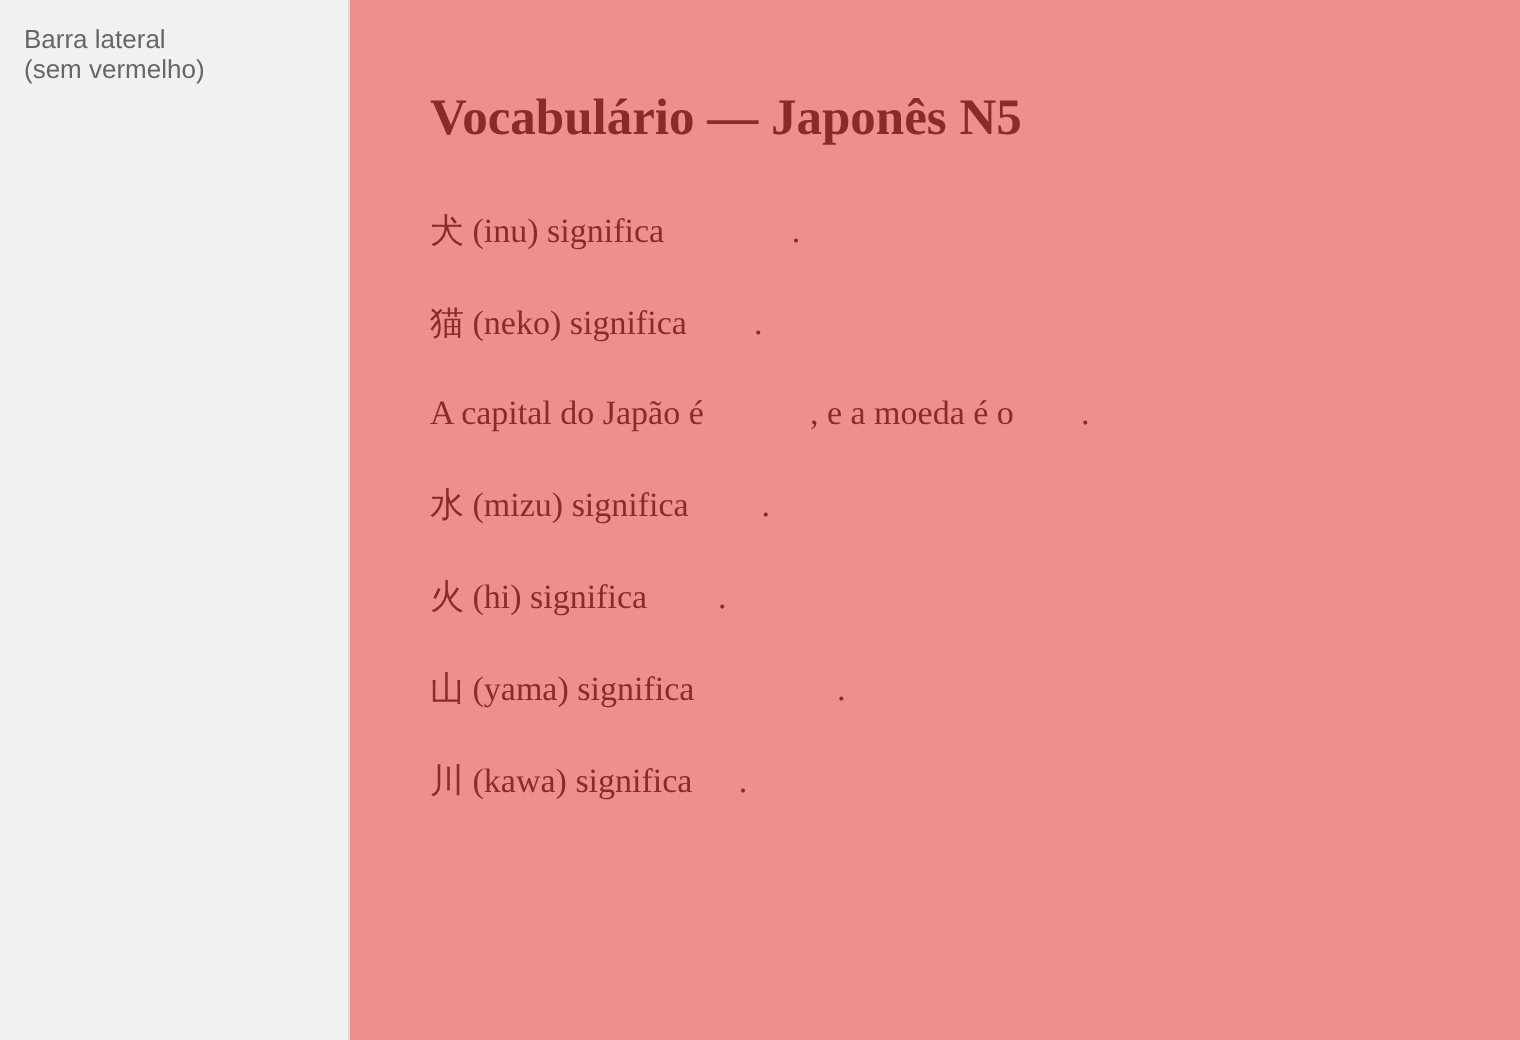 Barra lateral
(sem vermelho)
Vocabulário — Japonês N5
犬 (inu) significa .
猫 (neko) significa .
A capital do Japão é , e a moeda é o .
水 (mizu) significa .
火 (hi) significa .
山 (yama) significa .
川 (kawa) significa .